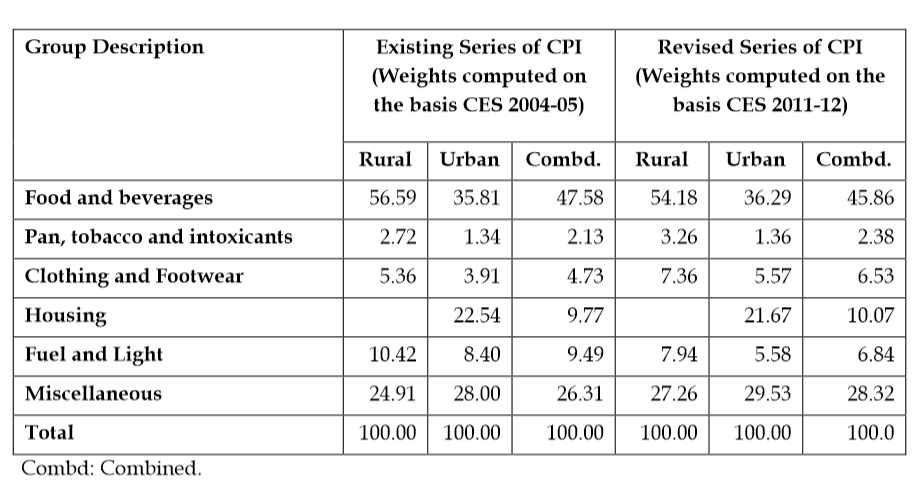 Group Description
Existing Series of CPI
(Weights computed on
the basis CES 2004-05)
Revised Series of CPI
(Weights computed on the
basis CES 2011-12)
Rural Urban Combd. Rural Urban Combd.
Food and beverages 56.59 35.81 47.58 54.18 36.29 45.86
Pan, tobacco and intoxicants 2.72 1.34 2.13 3.26 1.36 2.38
Clothing and Footwear 5.36 3.91 4.73 7.36 5.57 6.53
Housing 22.54 9.77 21.67 10.07
Fuel and Light 10.42 8.40 9.49 7.94 5.58 6.84
Miscellaneous 24.91 28.00 26.31 27.26 29.53 28.32
Total 100.00 100.00 100.00 100.00 100.00 100.0
Combd: Combined.